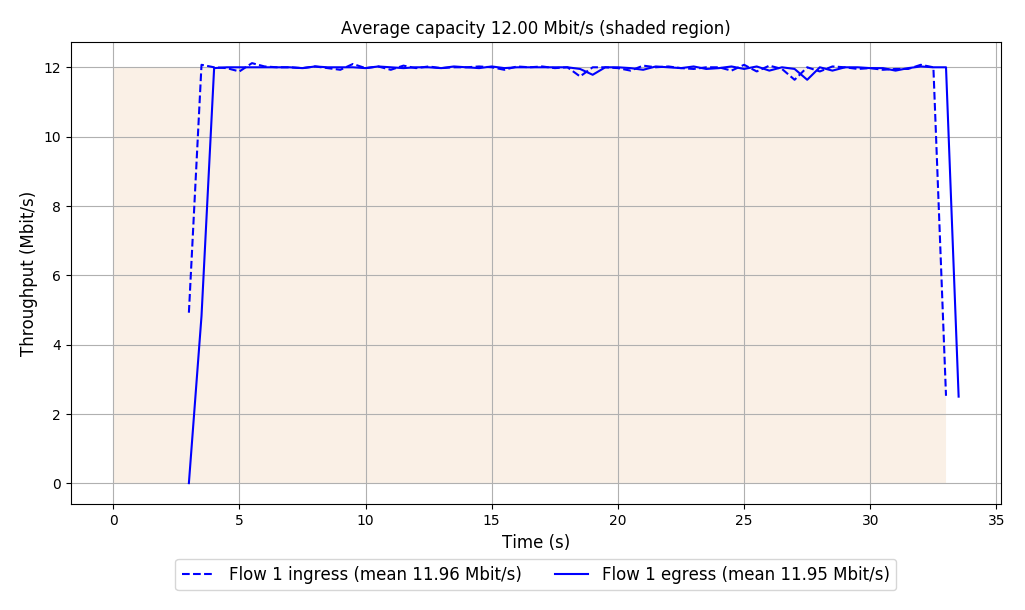 Average capacity 12.00 Mbit/s (shaded region)
Throughput (Mbit/s)
12
10
8
6
4
2
0
0 5 10 15 20 25 30 35
Time (s)
Flow 1 ingress (mean 11.96 Mbit/s) Flow 1 egress (mean 11.95 Mbit/s)